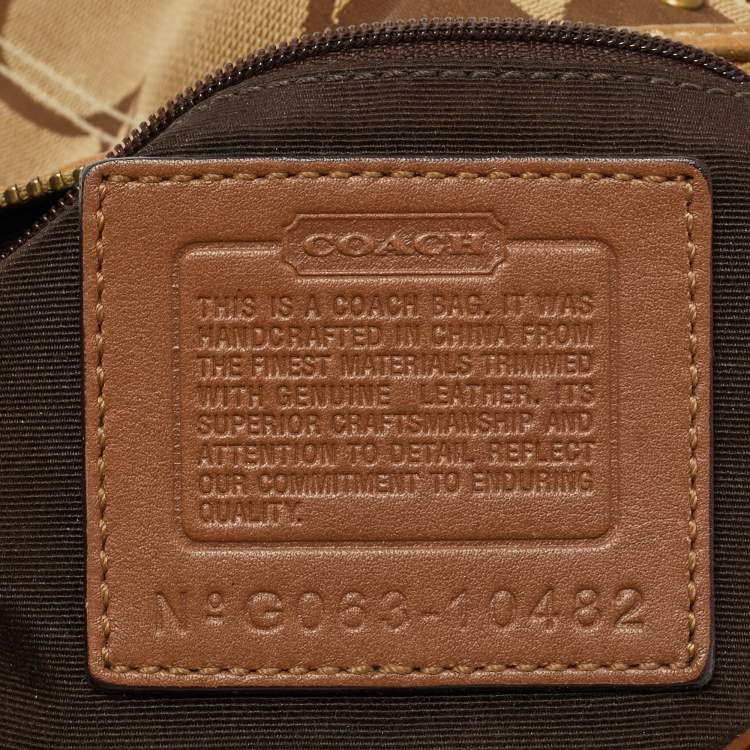 COACH
THIS IS A COACH BAG. IT WAS
HANDCRAFTED IN CHINA FROM
THE FINEST MATERIALS TRIMMED
WITH GENUINE LEATHER. ITS
SUPERIOR CRAFTSMANSHIP AND
ATTENTION TO DETAIL REFLECT
OUR COMMITMENT TO ENDURING
QUALITY.
Nº G063-10482